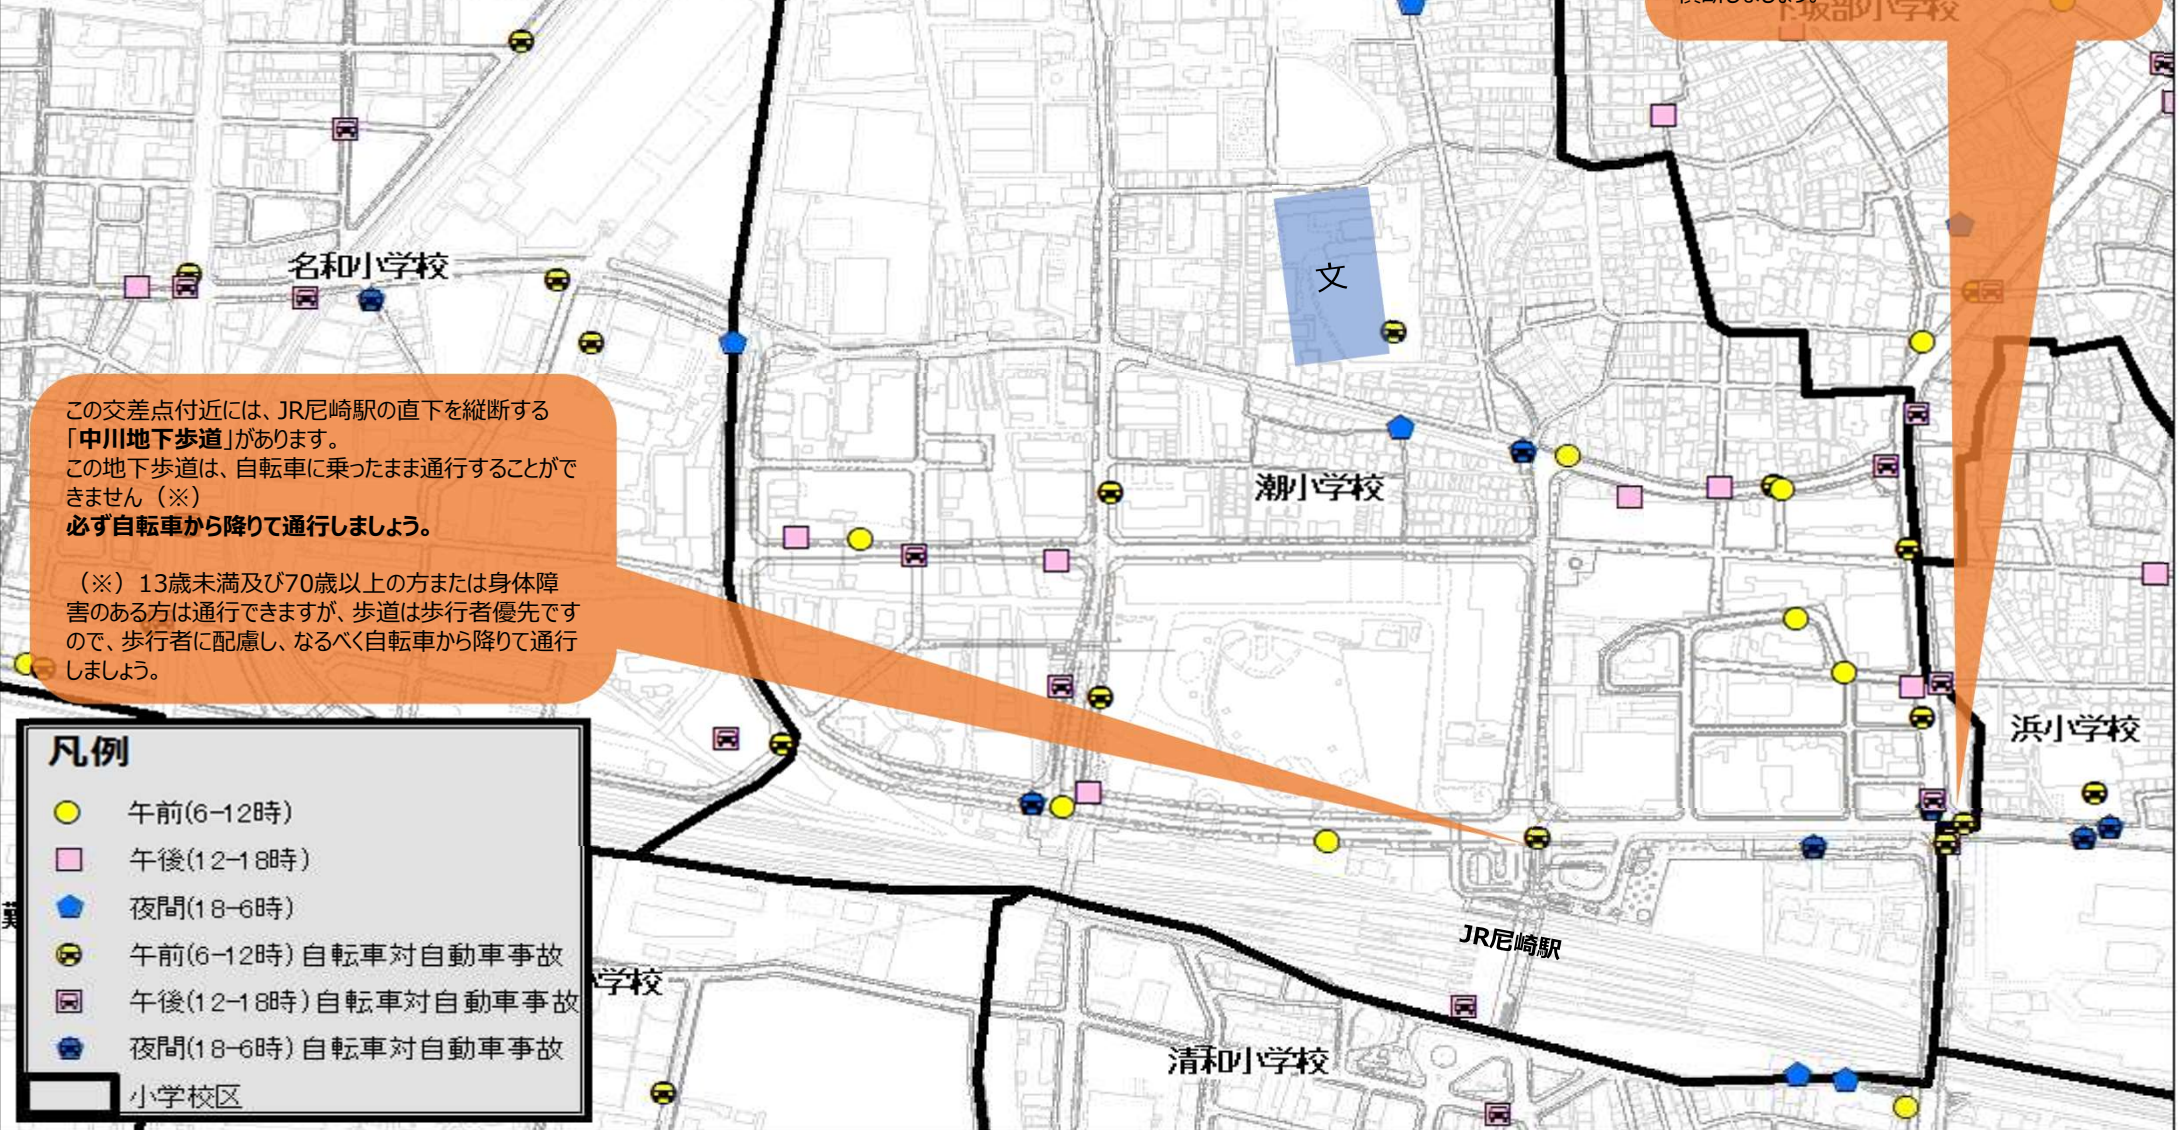 下坂部小学校
名和小学校
文
この交差点付近には、JR尼崎駅の直下を縦断する
「中川地下歩道」があります。
この地下歩道は、自転車に乗ったまま通行することがで
きません（※）
必ず自転車から降りて通行しましょう。
（※）13歳未満及び70歳以上の方または身体障
害のある方は通行できますが、歩道は歩行者優先です
ので、歩行者に配慮し、なるべく自転車から降りて通行
しましょう。
潮小学校
浜小学校
凡例
午前(6-12時)
午後(12-18時)
夜間(18-6時)
午前(6-12時)自転車対自動車事故
午後(12-18時)自転車対自動車事故
夜間(18-6時)自転車対自動車事故
小学校区
学校
JR尼崎駅
清和小学校